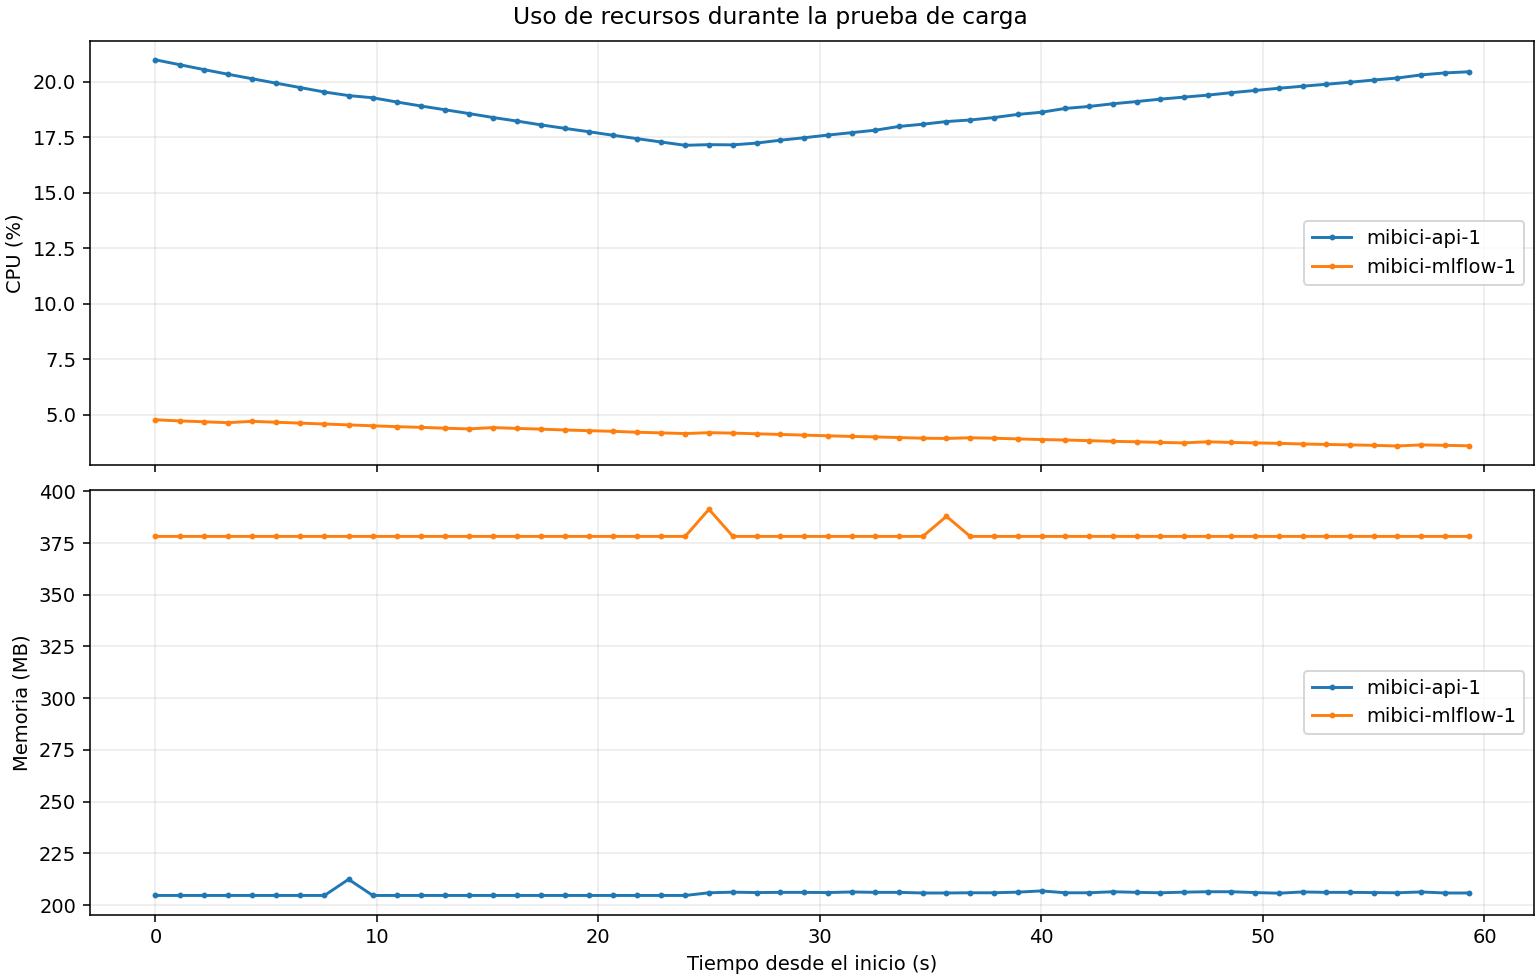 Uso de recursos durante la prueba de carga
CPU (%)
20.0
17.5
15.0
12.5
10.0
7.5
5.0
mibici-api-1
mibici-mlflow-1
Memoria (MB)
400
375
350
325
300
275
250
225
200
mibici-api-1
mibici-mlflow-1
0 10 20 30 40 50 60
Tiempo desde el inicio (s)